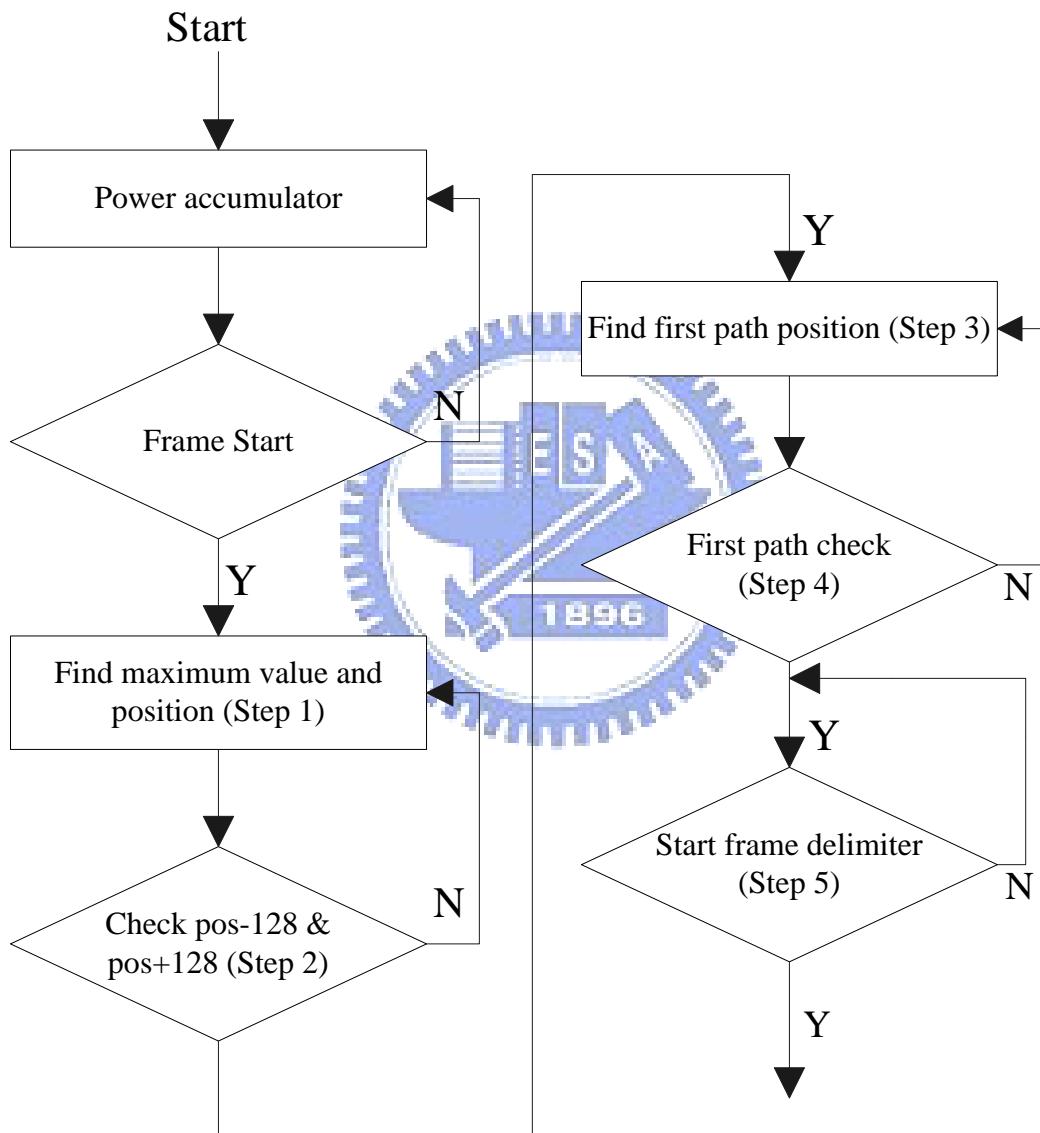 Start
Power accumulator
Frame Start
N
Y
Find maximum value and
position (Step 1)
Check pos-128 &
pos+128 (Step 2)
N
Y
Find first path position (Step 3)
First path check
(Step 4)
N
Y
Start frame delimiter
(Step 5)
N
Y
E S A
1896